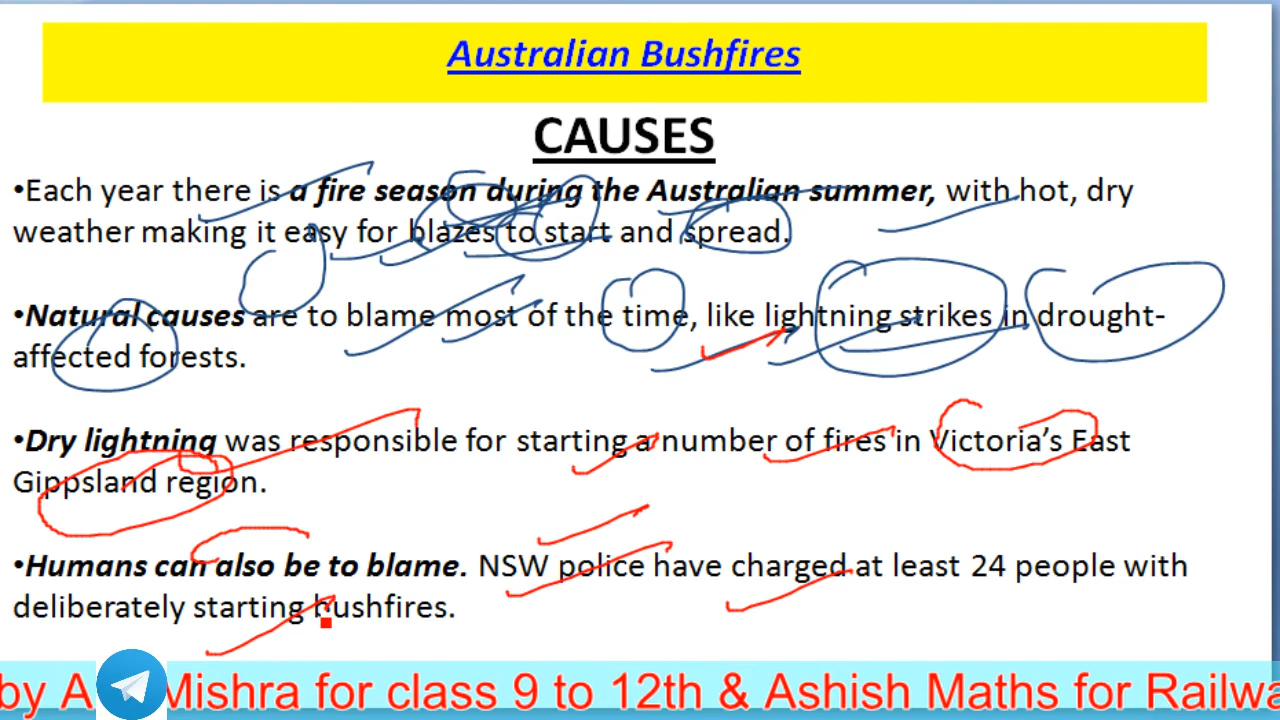 Australian Bushfires
CAUSES
•Each year there is a fire season during the Australian summer, with hot, dry
weather making it easy for blazes to start and spread.
•Natural causes are to blame most of the time, like lightning strikes in drought-
affected forests.
•Dry lightning was responsible for starting a number of fires in Victoria’s East
Gippsland region.
•Humans can also be to blame. NSW police have charged at least 24 people with
deliberately starting bushfires.
by A Mishra for class 9 to 12th & Ashish Maths for Railwa